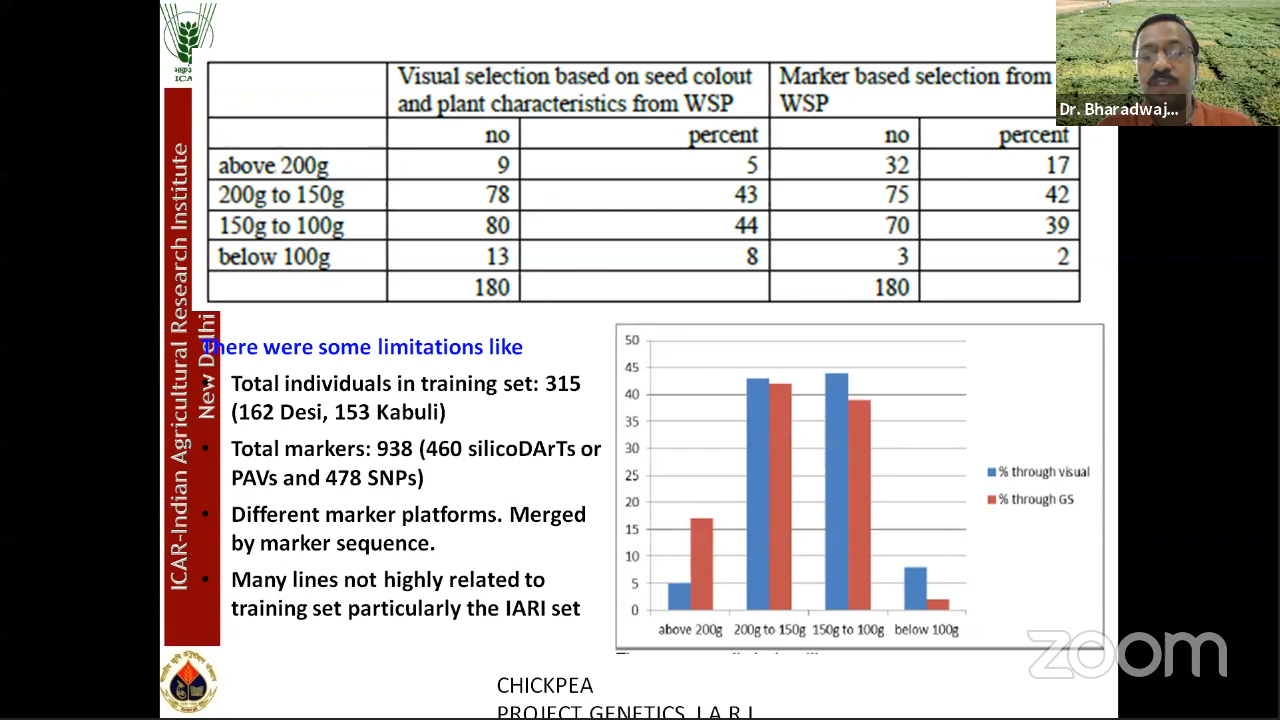 ICA
Visual selection based on seed colout
and plant characteristics from WSP
Marker based selection from
WSP
no percent no percent
above 200g 9 5 32 17
200g to 150g 78 43 75 42
150g to 100g 80 44 70 39
below 100g 13 8 3 2
180 180
Dr. Bharadwaj...
ICAR-Indian Agricultural Research Institute
New Delhi
There were some limitations like
• Total individuals in training set: 315
(162 Desi, 153 Kabuli)
• Total markers: 938 (460 silicoDArTs or
PAVs and 478 SNPs)
• Different marker platforms. Merged
by marker sequence.
• Many lines not highly related to
training set particularly the IARI set
50
45
40
35
30
25
20
15
10
5
0
above 200g 200g to 150g 150g to 100g below 100g
% through visual
% through GS
zoom
CHICKPEA
PROJECT GENETICS, I.A.R.I.